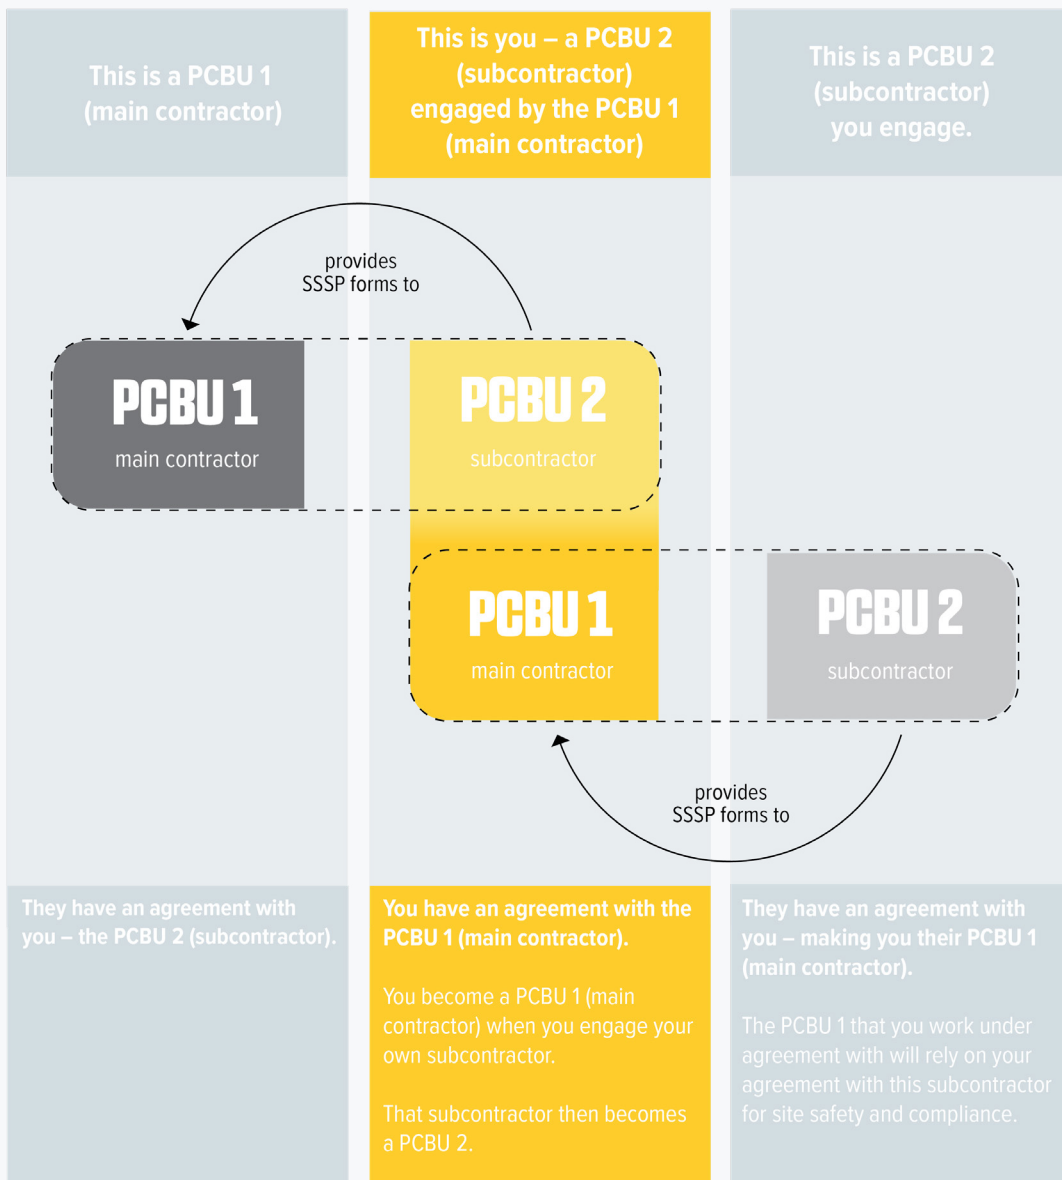 This is a PCBU 1
(main contractor)
This is you – a PCBU 2
(subcontractor)
engaged by the PCBU 1
(main contractor)
This is a PCBU 2
(subcontractor)
you engage.
provides
SSSP forms to
PCBU 1
main contractor
PCBU 2
subcontractor
PCBU 1
main contractor
PCBU 2
subcontractor
provides
SSSP forms to
They have an agreement with
you – the PCBU 2 (subcontractor).
You have an agreement with the
PCBU 1 (main contractor).
You become a PCBU 1 (main
contractor) when you engage your
own subcontractor.
That subcontractor then becomes
a PCBU 2.
They have an agreement with
you – making you their PCBU 1
(main contractor).
The PCBU 1 that you work under
agreement with will rely on your
agreement with this subcontractor
for site safety and compliance.